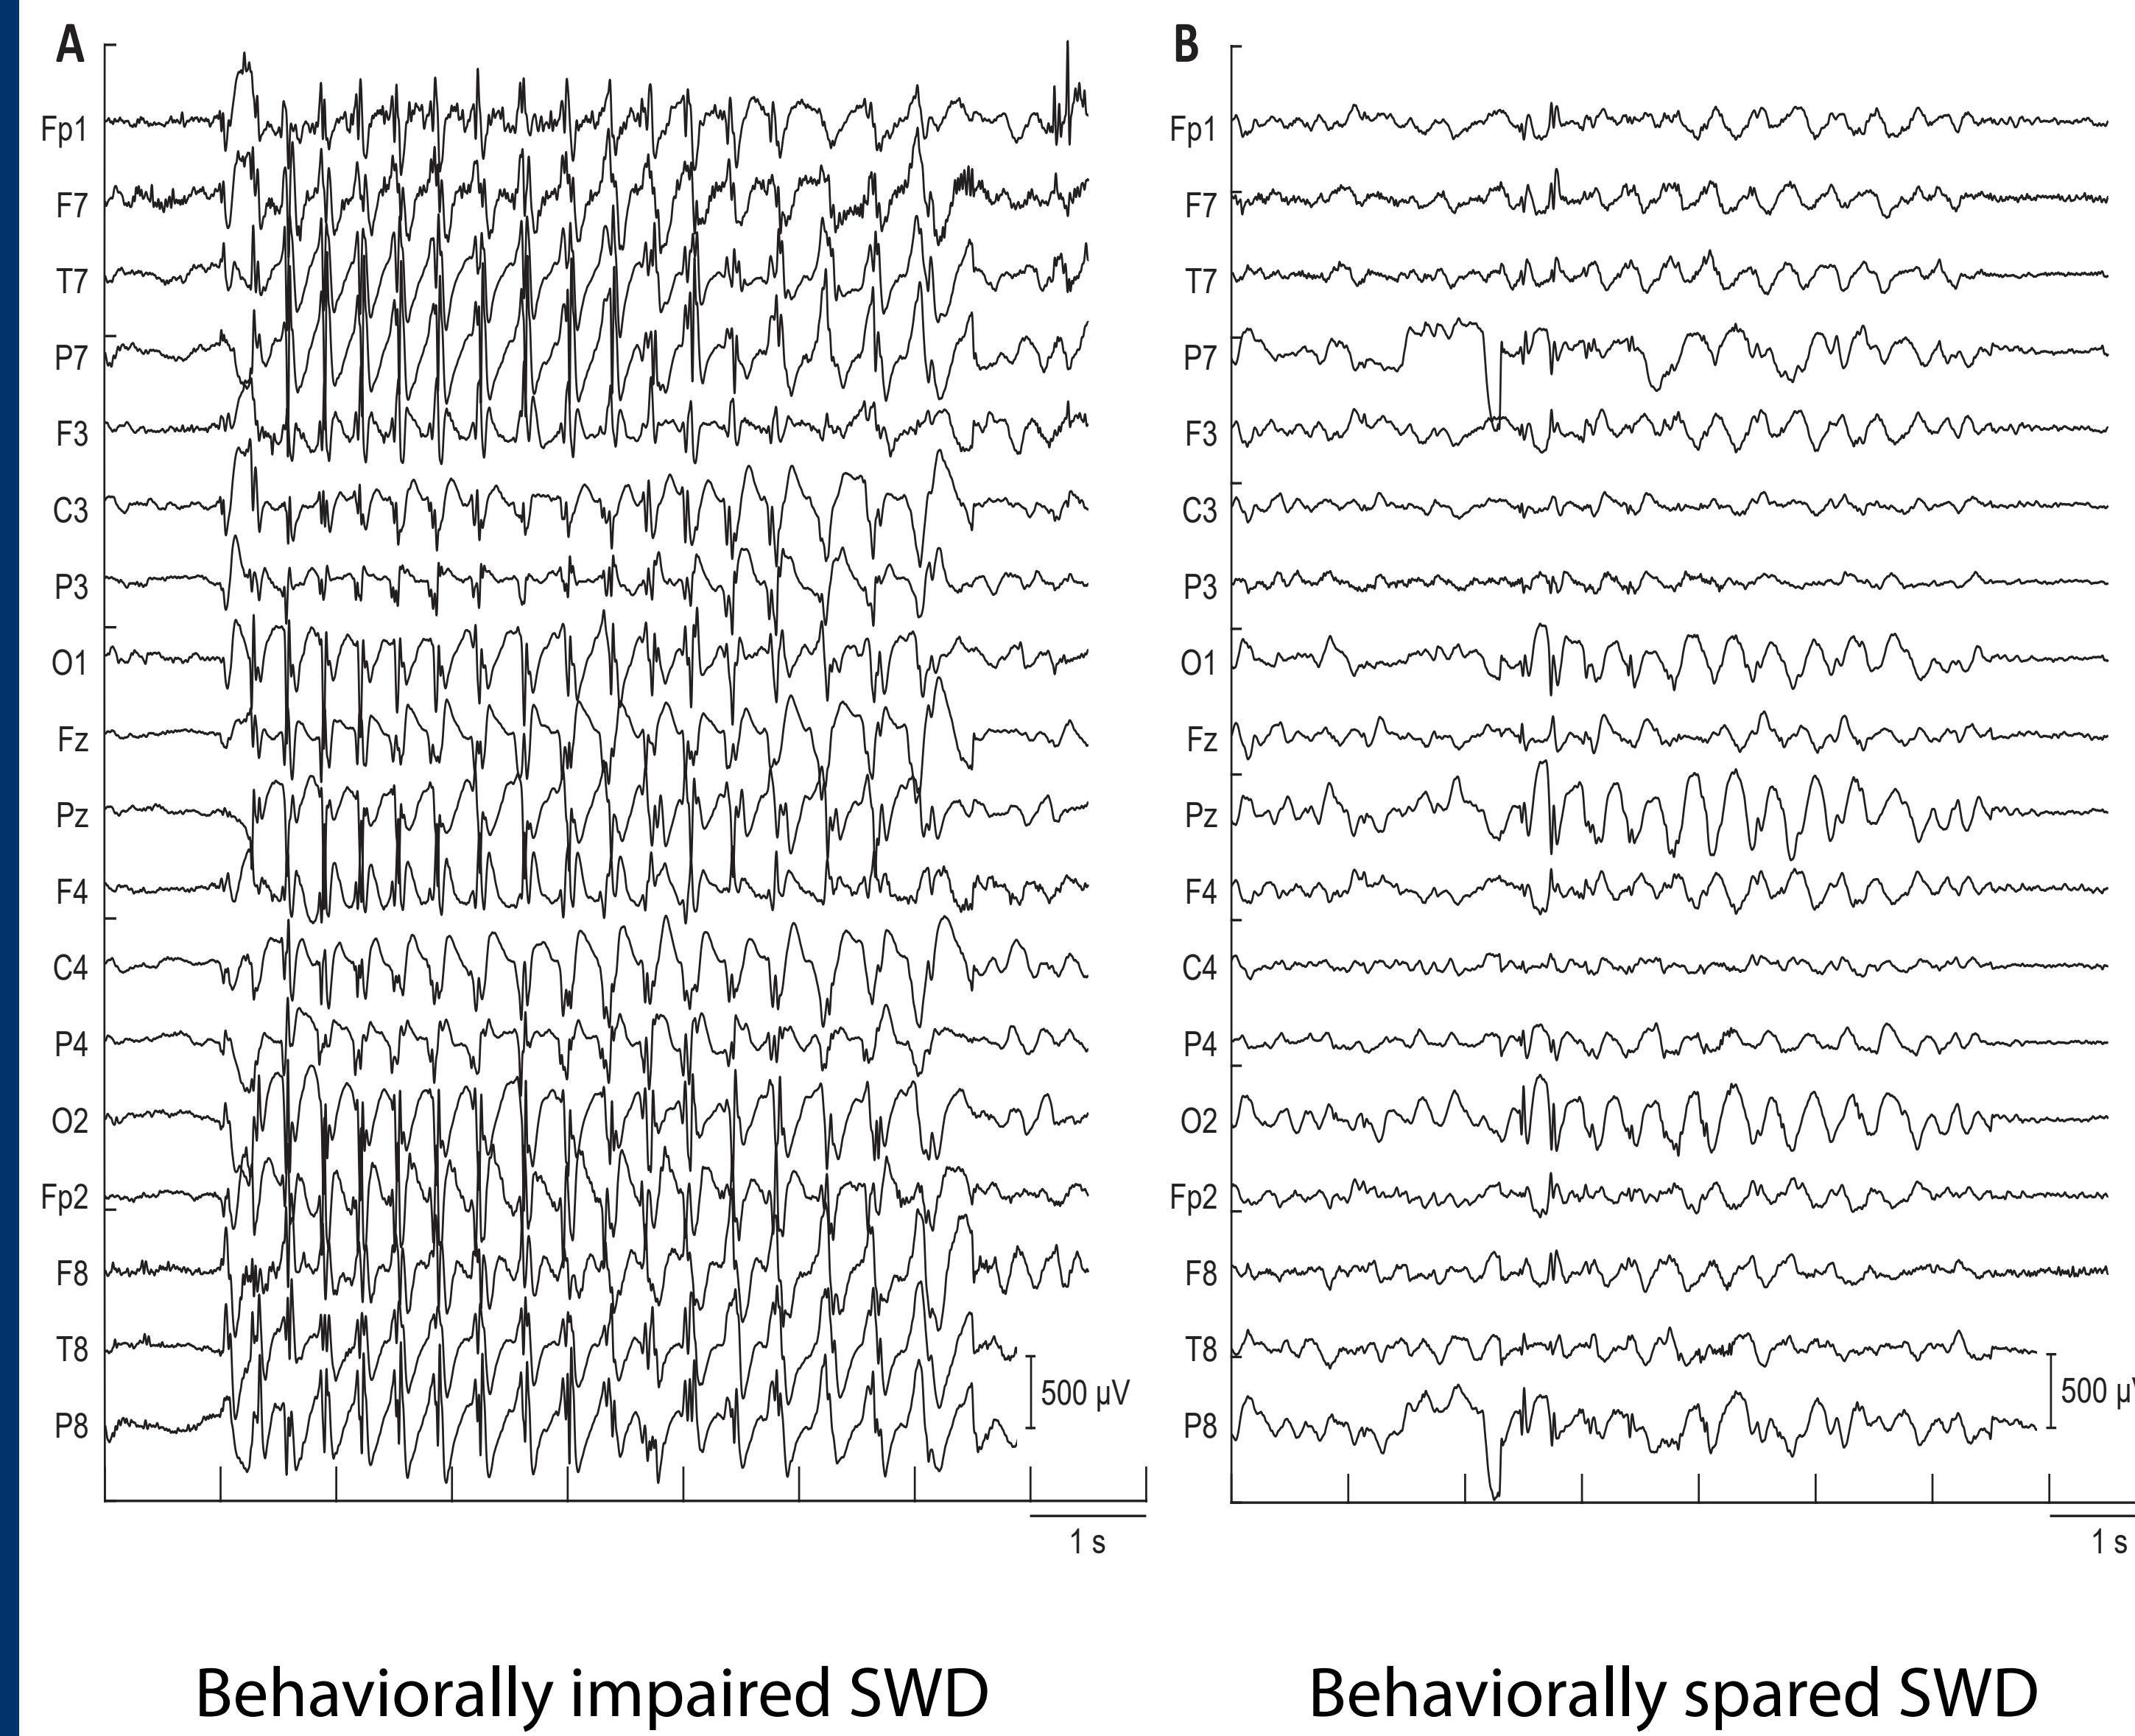 A
Fp1
F7
T7
P7
F3
C3
P3
O1
Fz
Pz
F4
C4
P4
O2
Fp2
F8
T8
P8
500 µV
1 s
Behaviorally impaired SWD
B
Fp1
F7
T7
P7
F3
C3
P3
O1
Fz
Pz
F4
C4
P4
O2
Fp2
F8
T8
P8
500 µV
1 s
Behaviorally spared SWD